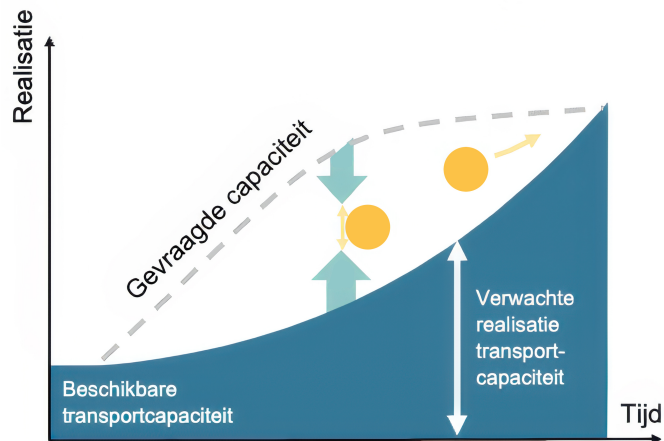 Realisatie
Gevraagde capaciteit
Verwachte
realisatie
transport-
capaciteit
Beschikbare
transportcapaciteit
Tijd